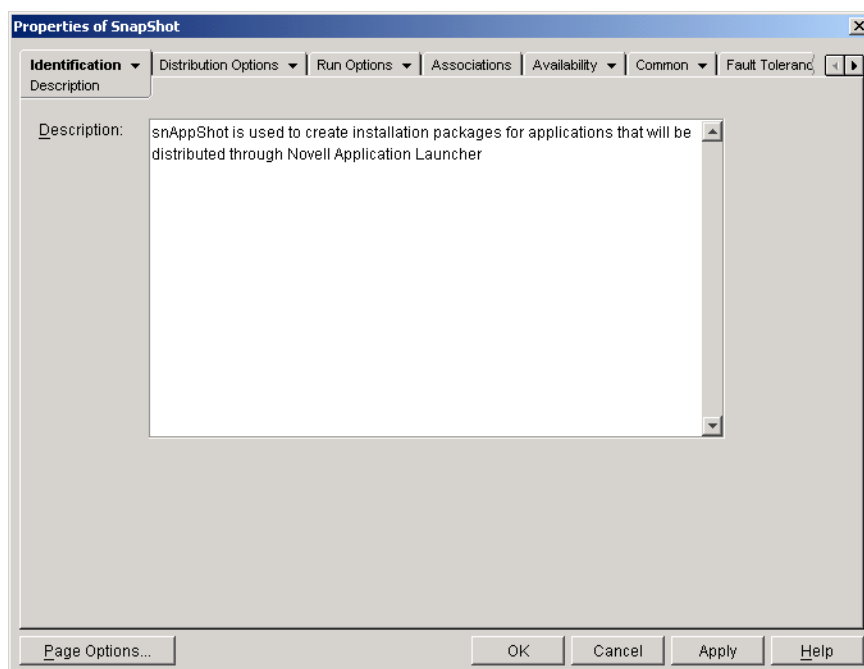 Properties of SnapShot
Identification Distribution Options Run Options Associations Availability Common Fault Toleranc
Description
Description: snAppShot is used to create installation packages for applications that will be
distributed through Novell Application Launcher
Page Options... OK Cancel Apply Help